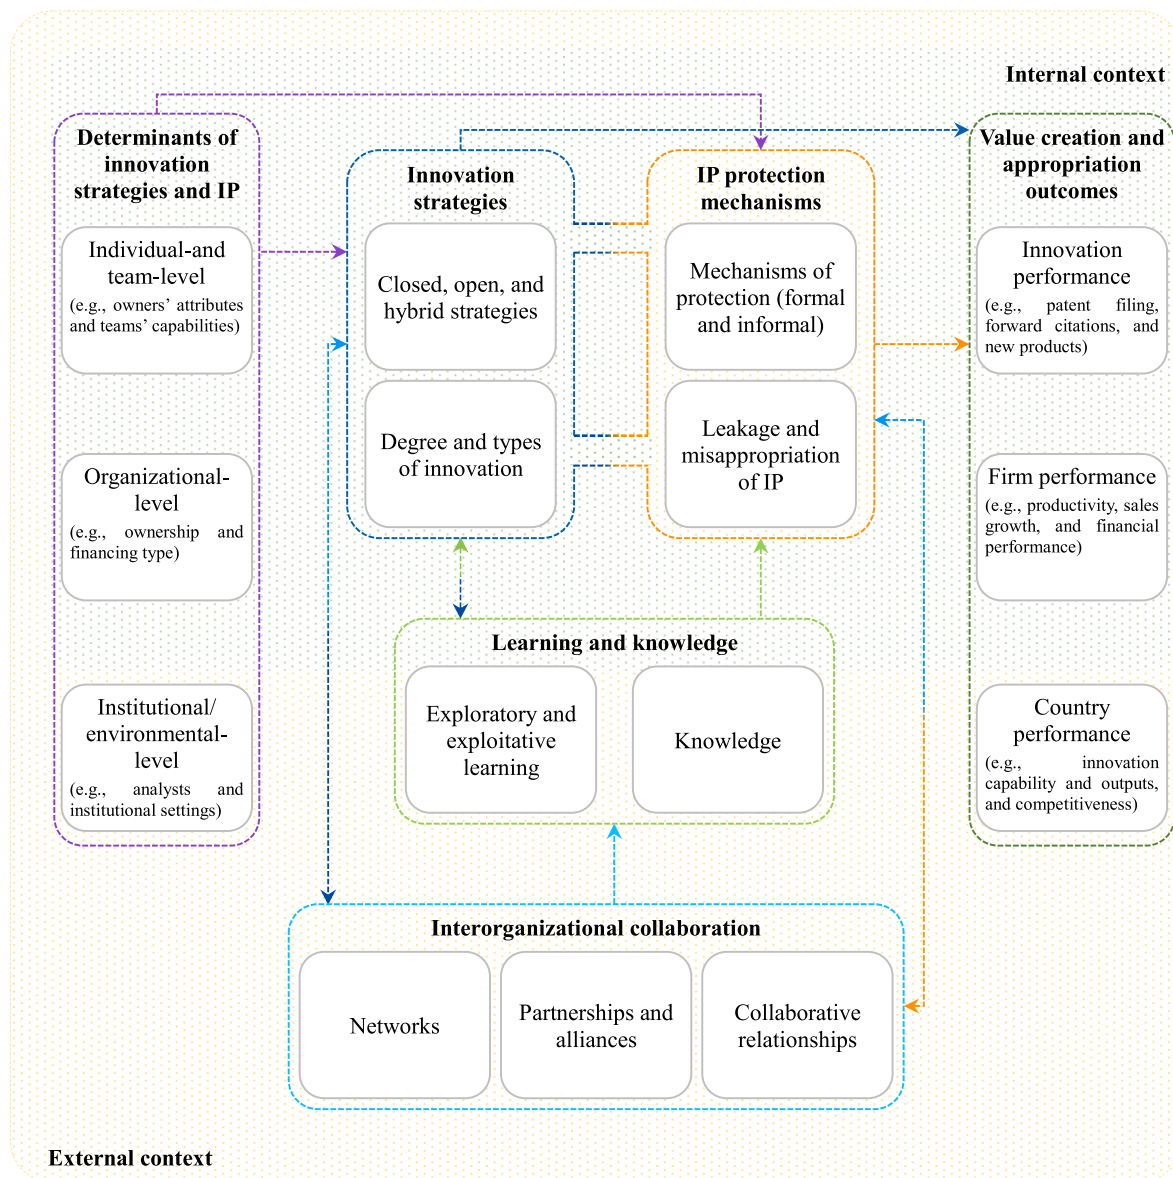 Internal context
Determinants of
innovation
strategies and IP
Individual-and
team-level
(e.g., owners’ attributes
and teams’ capabilities)
Organizational-
level
(e.g., ownership and
financing type)
Institutional/
environmental-
level
(e.g., analysts and
institutional settings)
Innovation
strategies
Closed, open, and
hybrid strategies
Degree and types
of innovation
IP protection
mechanisms
Mechanisms of
protection (formal
and informal)
Leakage and
misappropriation
of IP
Value creation and
appropriation
outcomes
Innovation
performance
(e.g., patent filing,
forward citations, and
new products)
Firm performance
(e.g., productivity, sales
growth, and financial
performance)
Country
performance
(e.g., innovation
capability and outputs,
and competitiveness)
Learning and knowledge
Exploratory and
exploitative
learning
Knowledge
Interorganizational collaboration
Networks
Partnerships and
alliances
Collaborative
relationships
External context